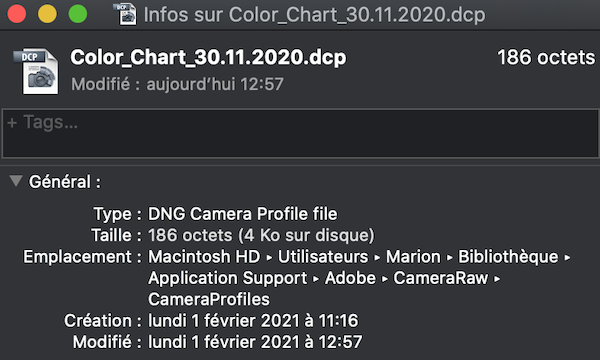 Infos sur Color_Chart_30.11.2020.dcp
DCP
Color_Chart_30.11.2020.dcp 186 octets
Modifié : aujourd’hui 12:57
+ Tags...
Général :
Type : DNG Camera Profile file
Taille : 186 octets (4 Ko sur disque)
Emplacement : Macintosh HD ▸ Utilisateurs ▸ Marion ▸ Bibliothèque ▸
Application Support ▸ Adobe ▸ CameraRaw ▸
CameraProfiles
Création : lundi 1 février 2021 à 11:16
Modifié : lundi 1 février 2021 à 12:57